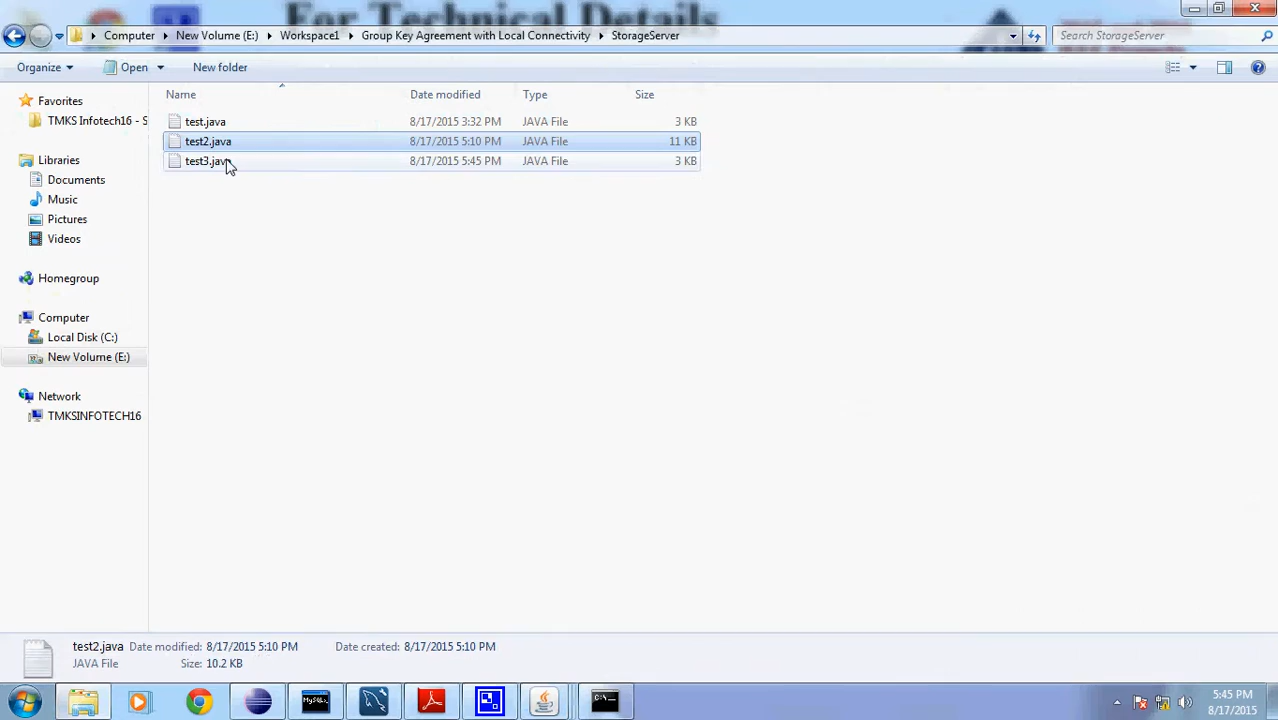 For Technical Details
Computer New Volume (E:) Workspace1 Group Key Agreement with Local Connectivity StorageServer
Search StorageServer
Organize Open New folder
Name Date modified Type Size
Favorites
TMKS Infotech16 - S
Libraries
Documents
Music
Pictures
Videos
Homegroup
Computer
Local Disk (C:)
New Volume (E:)
Network
TMKSINFOTECH16
test.java 8/17/2015 3:32 PM JAVA File 3 KB
test2.java 8/17/2015 5:10 PM JAVA File 11 KB
test3.java 8/17/2015 5:45 PM JAVA File 3 KB
test2.java Date modified: 8/17/2015 5:10 PM Date created: 8/17/2015 5:10 PM
JAVA File Size: 10.2 KB
MySQL
C:\
5:45 PM
8/17/2015